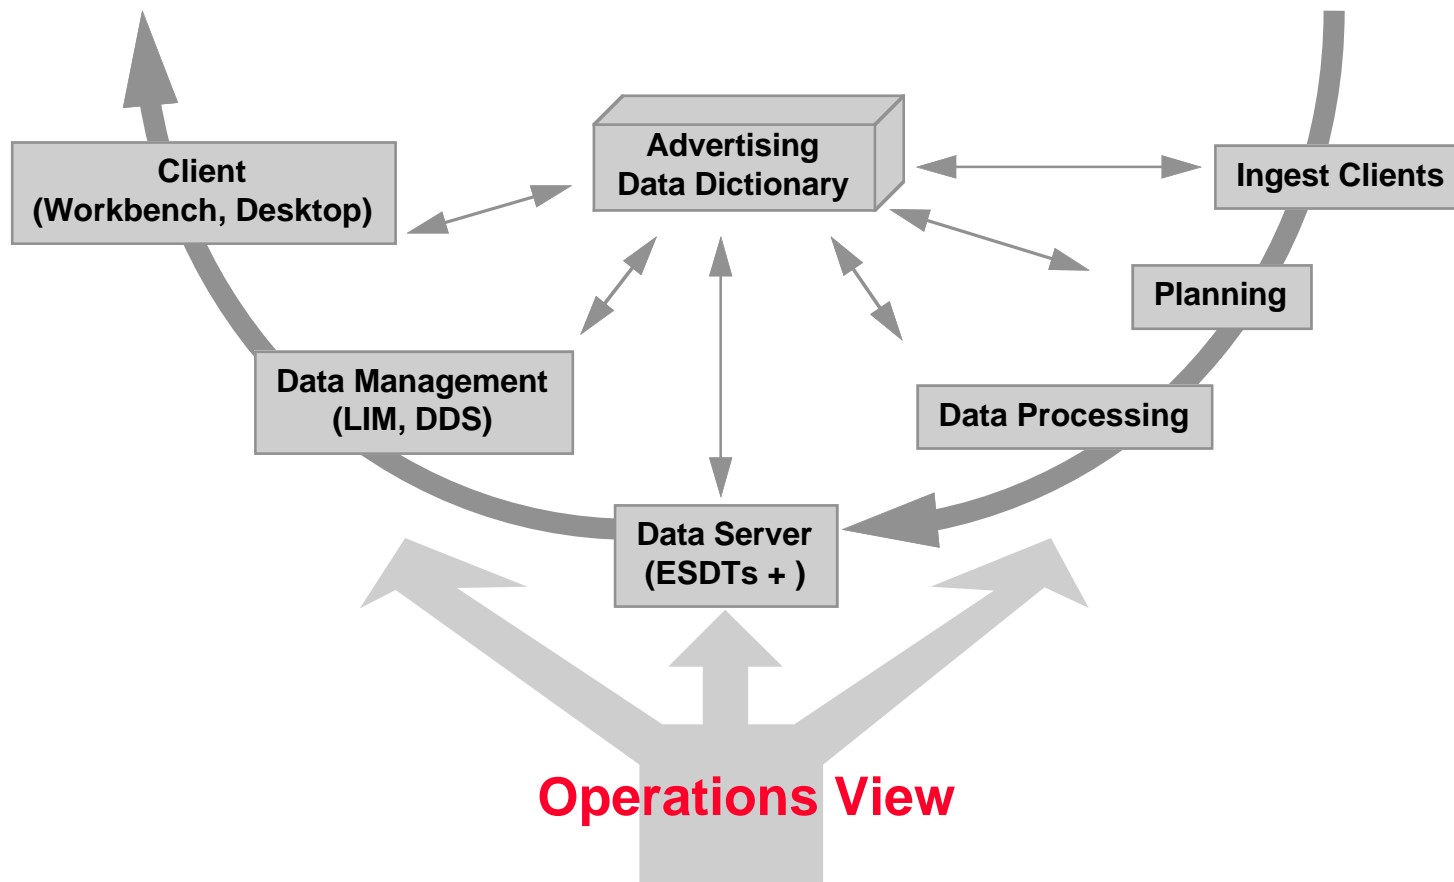 Advertising
Data Dictionary
Client
(Workbench, Desktop)
Ingest Clients
Planning
Data Management
(LIM, DDS)
Data Processing
Data Server
(ESDTs + )
Operations View